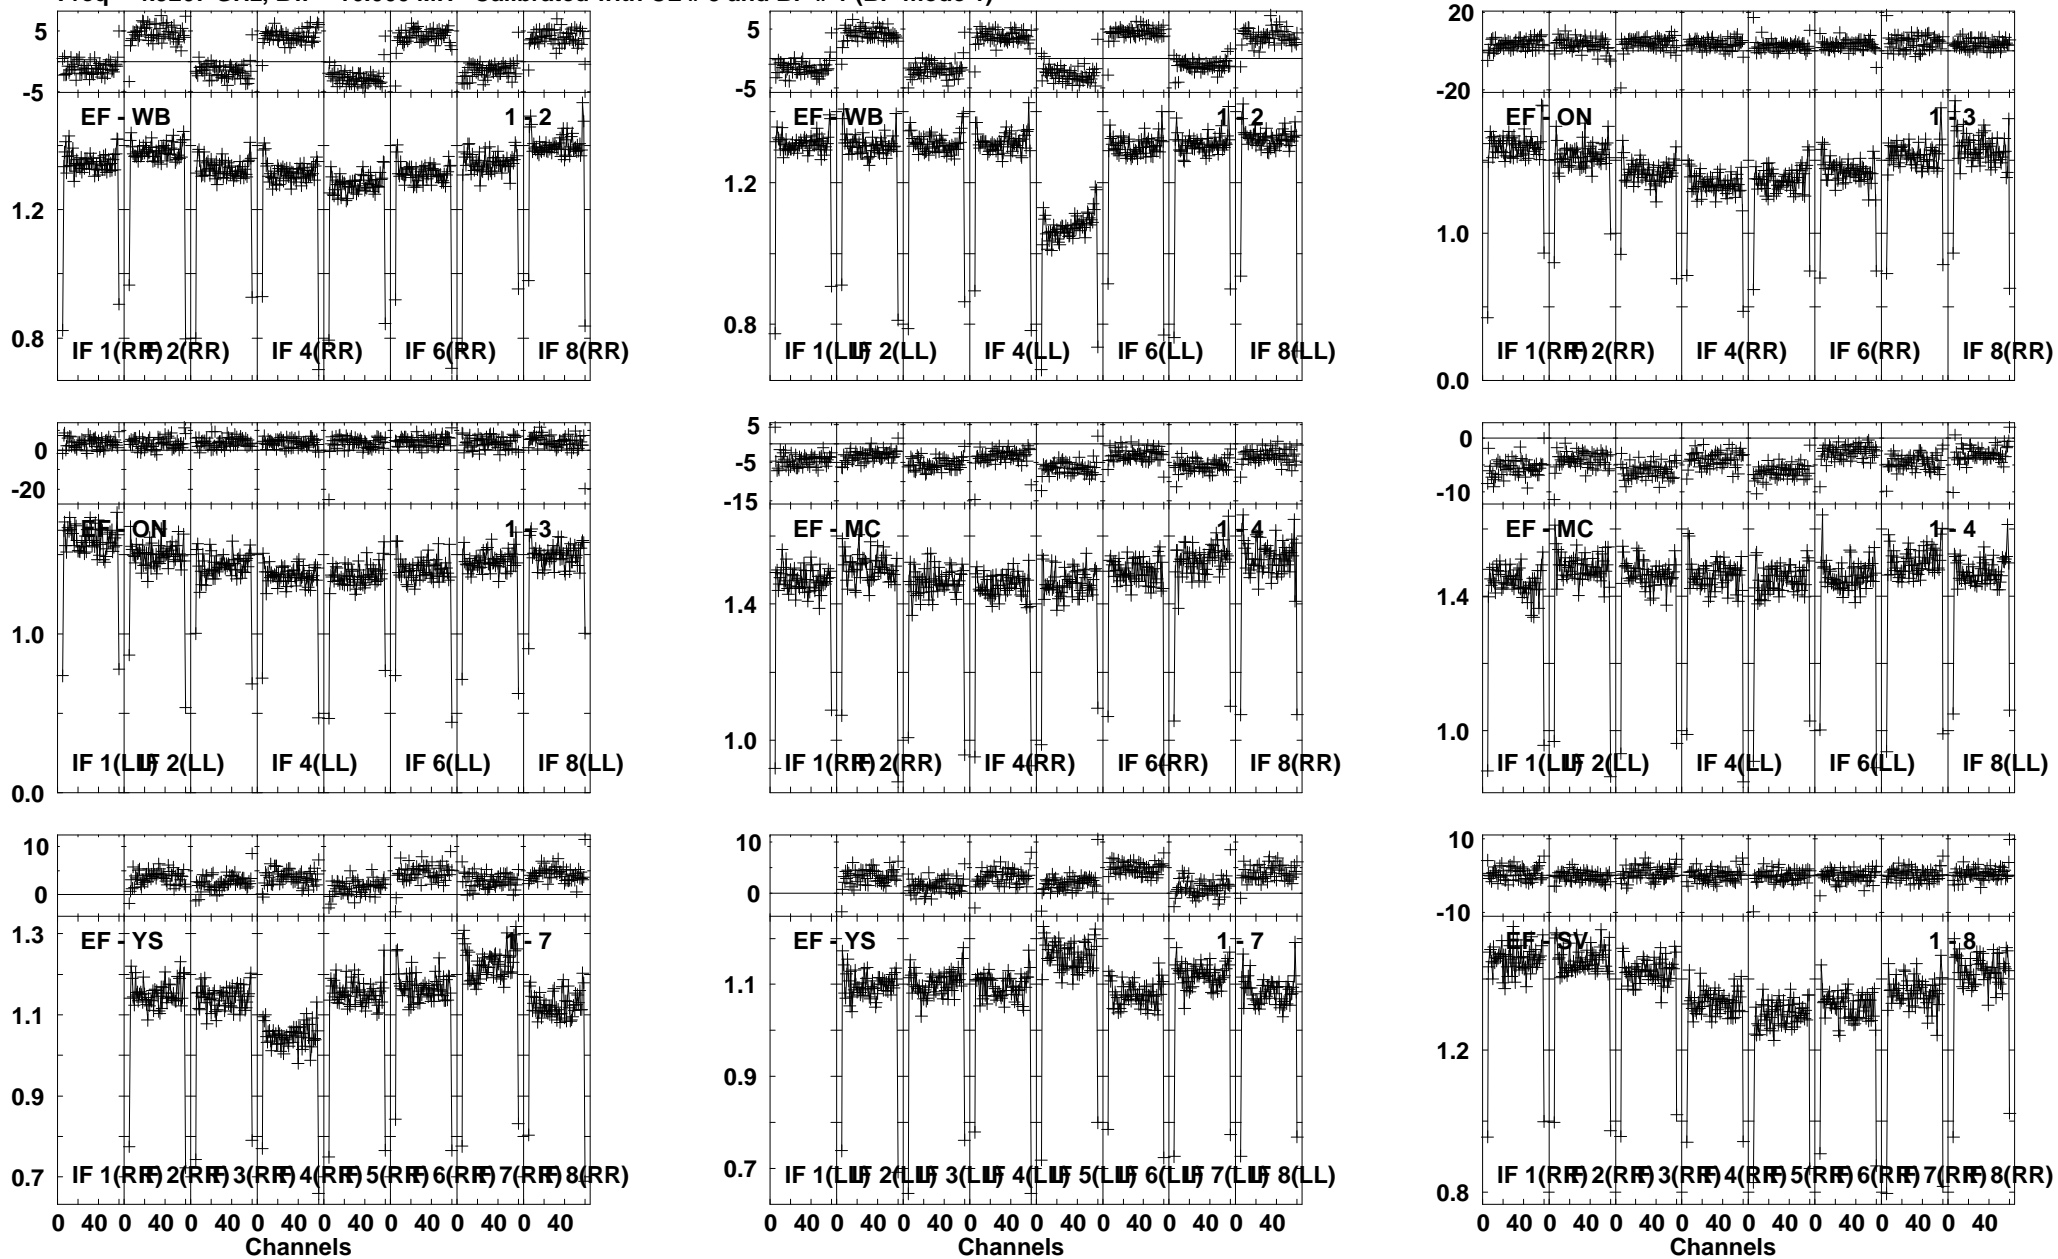 5
-5
EF - WB
1 - 2
1.2
0.8
IF 1(RR)
IF 2(RR)
IF 4(RR)
IF 6(RR)
IF 8(RR)
5
-5
EF - WB
1 - 2
1.2
0.8
IF 1(LL)
IF 2(LL)
IF 4(LL)
IF 6(LL)
IF 8(LL)
20
-20
EF - ON
1 - 3
1.0
0.0
IF 1(RR)
IF 2(RR)
IF 4(RR)
IF 6(RR)
IF 8(RR)
0
-20
EF - ON
1 - 3
1.0
0.0
IF 1(LL)
IF 2(LL)
IF 4(LL)
IF 6(LL)
IF 8(LL)
5
-5
-15
EF - MC
1 - 4
1.4
1.0
IF 1(RR)
IF 2(RR)
IF 4(RR)
IF 6(RR)
IF 8(RR)
0
-10
EF - MC
1 - 4
1.4
1.0
IF 1(LL)
IF 2(LL)
IF 4(LL)
IF 6(LL)
IF 8(LL)
10
0
EF - YS
1 - 7
1.3
1.1
0.9
0.7
IF 1(RR)
IF 2(RR)
IF 3(RR)
IF 4(RR)
IF 5(RR)
IF 6(RR)
IF 7(RR)
IF 8(RR)
0 40 0 40 0 40 0 40 0 40 0 40 0 40 0 40
Channels
10
0
EF - YS
1 - 7
1.1
0.9
0.7
IF 1(LL)
IF 2(LL)
IF 3(LL)
IF 4(LL)
IF 5(LL)
IF 6(LL)
IF 7(LL)
IF 8(LL)
0 40 0 40 0 40 0 40 0 40 0 40 0 40 0 40
Channels
10
-10
EF - SV
1 - 8
1.2
0.8
IF 1(RR)
IF 2(RR)
IF 3(RR)
IF 4(RR)
IF 5(RR)
IF 6(RR)
IF 7(RR)
IF 8(RR)
0 40 0 40 0 40 0 40 0 40 0 40 0 40 0 40
Channels